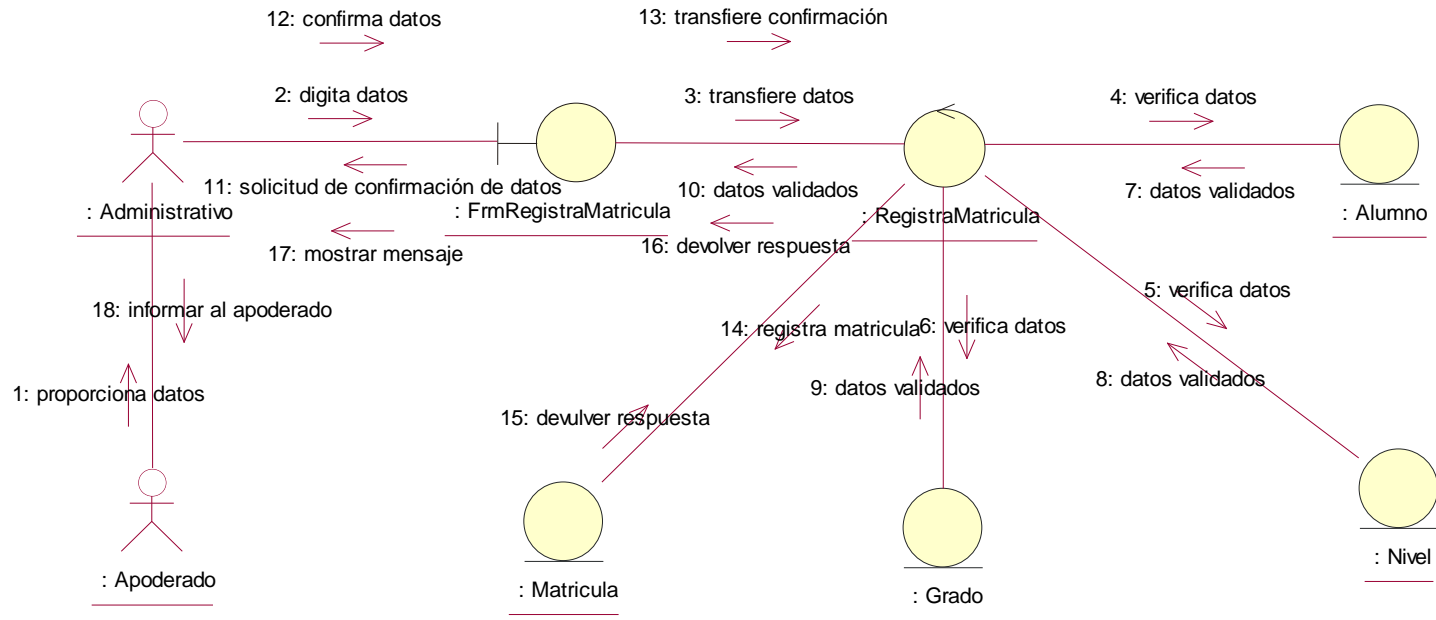 12: confirma datos
13: transfiere confirmación
2: digita datos
3: transfiere datos
4: verifica datos
11: solicitud de confirmación de datos
10: datos validados
7: datos validados
: Administrativo
: FrmRegistraMatricula
: RegistraMatricula
: Alumno
17: mostrar mensaje
16: devolver respuesta
5: verifica datos
18: informar al apoderado
14: registra matricula
6: verifica datos
1: proporciona datos
9: datos validados
8: datos validados
15: devulver respuesta
: Apoderado
: Matricula
: Grado
: Nivel